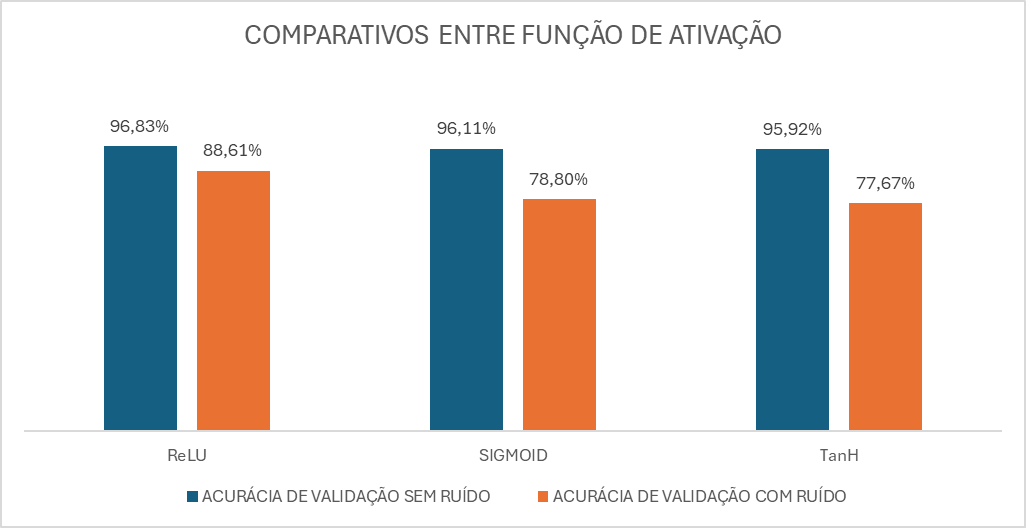 COMPARATIVOS ENTRE FUNÇÃO DE ATIVAÇÃO
96,83%
88,61%
96,11%
78,80%
95,92%
77,67%
ReLU
SIGMOID
TanH
ACURÁCIA DE VALIDAÇÃO SEM RUÍDO
ACURÁCIA DE VALIDAÇÃO COM RUÍDO